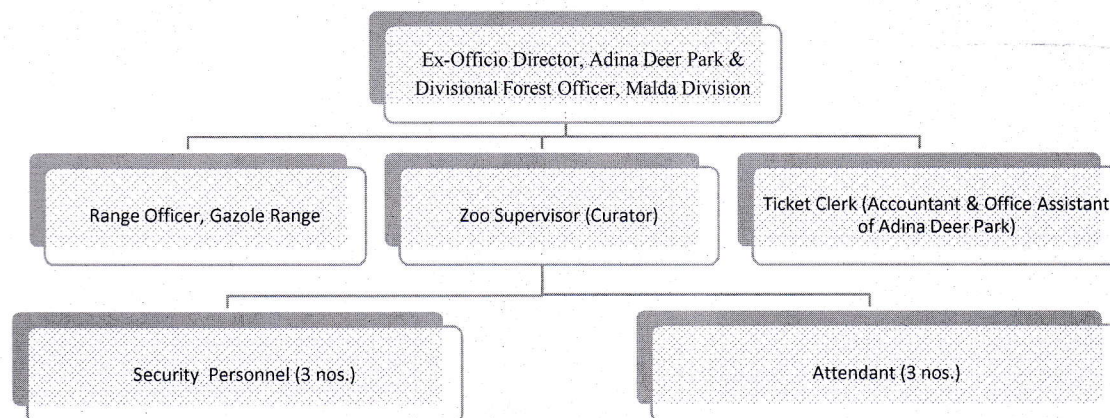 Ex-Officio Director, Adina Deer Park &
Divisional Forest Officer, Malda Division
Range Officer, Gazole Range
Zoo Supervisor (Curator)
Ticket Clerk (Accountant & Office Assistant
of Adina Deer Park)
Security Personnel (3 nos.)
Attendant (3 nos.)